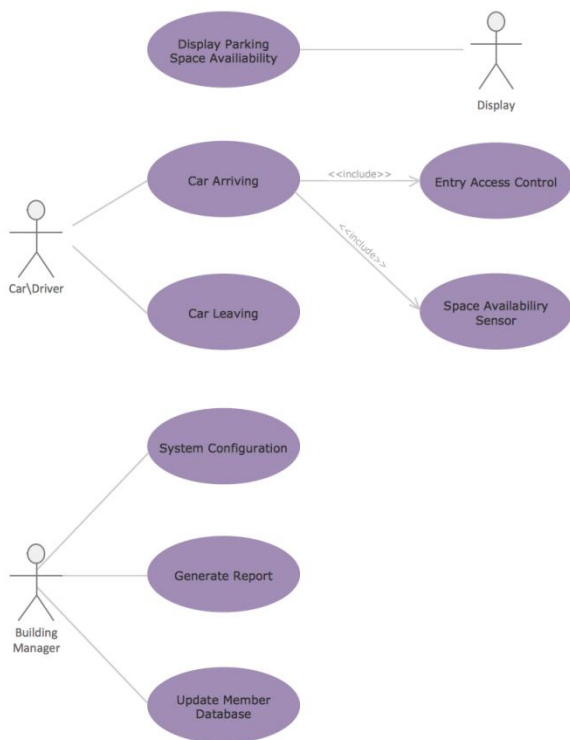 Display Parking
Space Availiability
Display
Car Arriving
<<include>>
Entry Access Control
<<include>>
Car\Driver
Car Leaving
Space Availabiliry
Sensor
System Configuration
Generate Report
Building
Manager
Update Member
Database